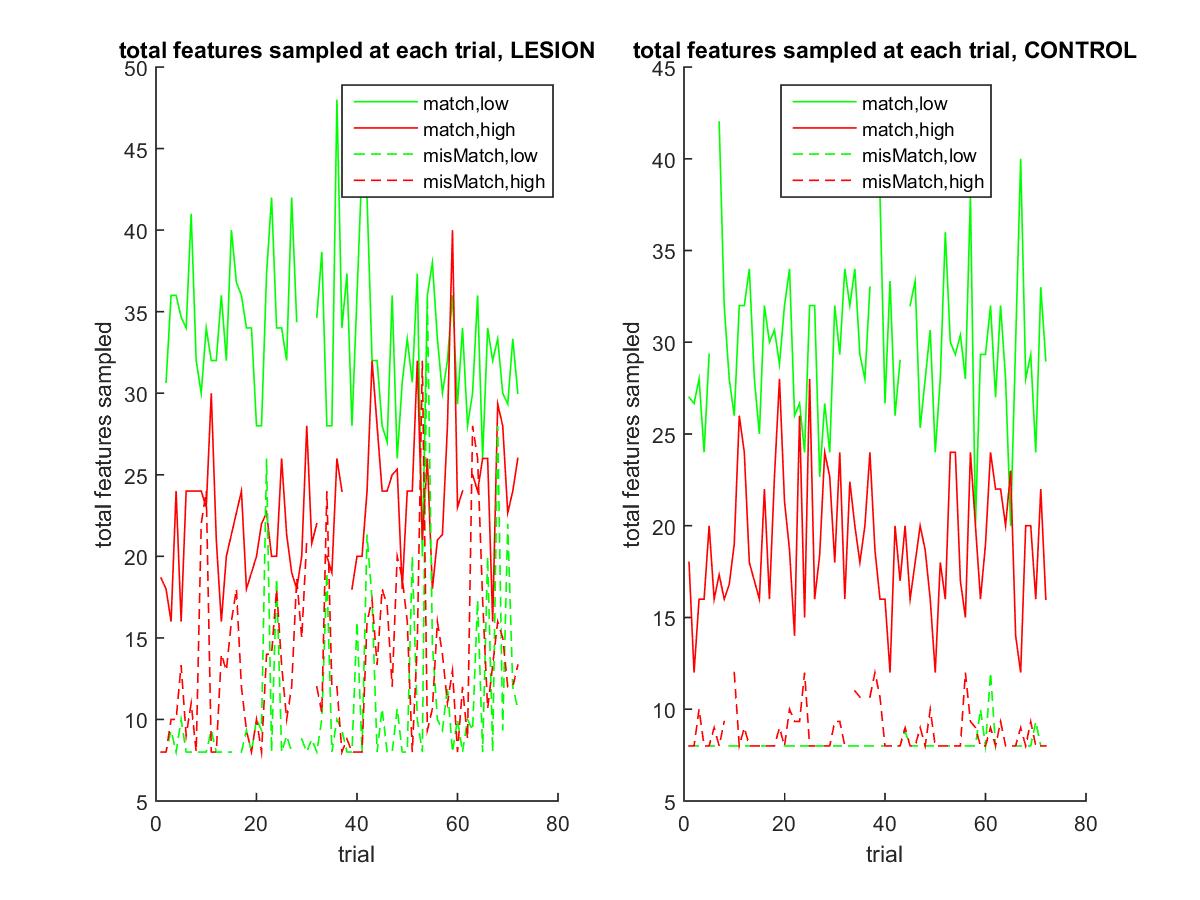 total features sampled at each trial, LESION
50
45
40
35
30
25
20
15
10
5
0
20
40
60
80
trial
total features sampled
match,low
match,high
misMatch,low
misMatch,high
total features sampled at each trial, CONTROL
45
40
35
30
25
20
15
10
5
0
20
40
60
80
trial
total features sampled
match,low
match,high
misMatch,low
misMatch,high